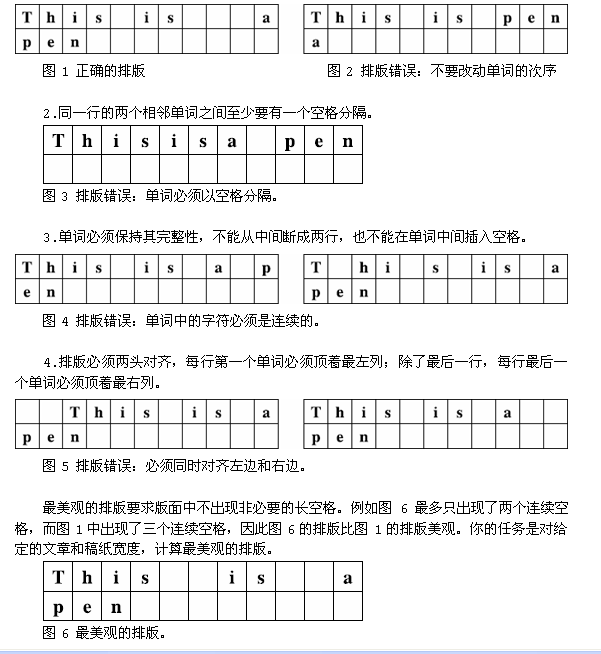 T h i s i s a T h i s i s p e n
p e n a
图 1 正确的排版 图 2 排版错误：不要改动单词的次序
2.同一行的两个相邻单词之间至少要有一个空格分隔。
T h i s i s a p e n
图 3 排版错误：单词必须以空格分隔。
3.单词必须保持其完整性，不能从中间断成两行，也不能在单词中间插入空格。
T h i s i s a p T h i s i s a
e n p e n
图 4 排版错误：单词中的字符必须是连续的。
4.排版必须两头对齐，每行第一个单词必须顶着最左列；除了最后一行，每行最后一
个单词必须顶着最右列。
T h i s i s a T h i s i s a
p e n p e n
图 5 排版错误：必须同时对齐左边和右边。
最美观的排版要求版面中不出现非必要的长空格。例如图 6 最多只出现了两个连续空
格，而图 1 中出现了三个连续空格，因此图 6 的排版比图 1 的排版美观。你的任务是对给
定的文章和稿纸宽度，计算最美观的排版。
T h i s i s a
p e n
图 6 最美观的排版。